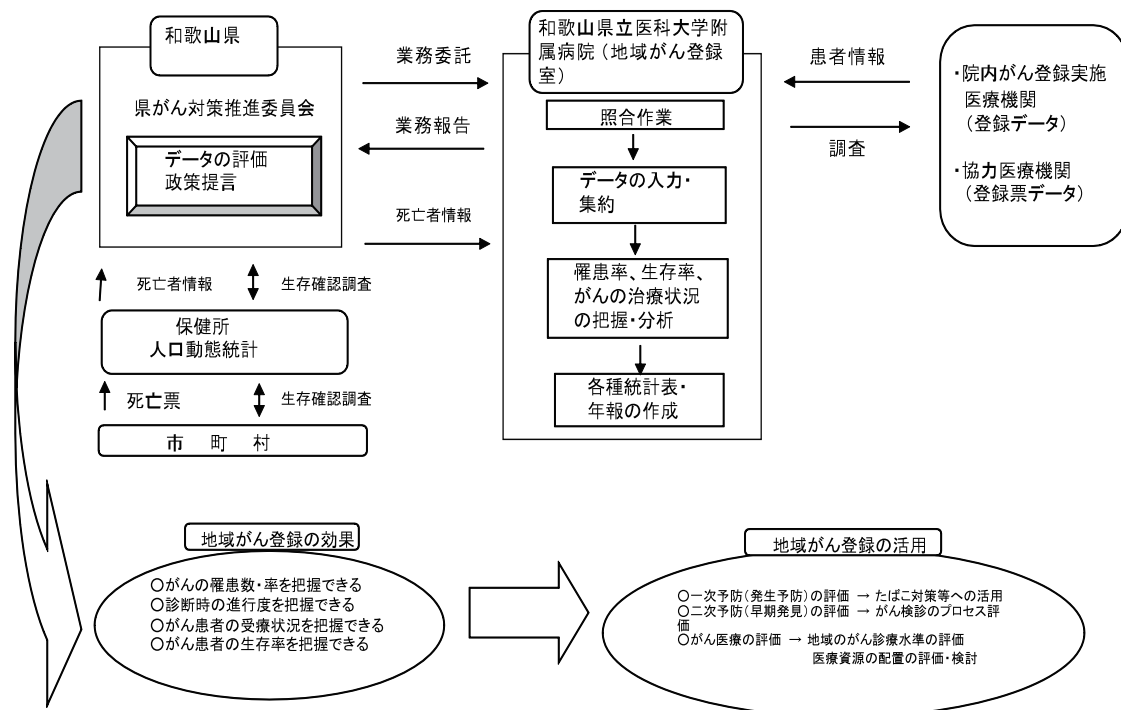 和歌山県
県がん対策推進委員会
データの評価
政策提言
業務委託
業務報告
死亡者情報
和歌山県立医科大学附
属病院（地域がん登録
室）
照合作業
データの入力・
集約
罹患率、生存率、
がんの治療状況
の把握・分析
各種統計表・
年報の作成
患者情報
調査
・院内がん登録実施
医療機関
（登録データ）
・協力医療機関
（登録票データ）
死亡者情報
生存確認調査
保健所
人口動態統計
死亡票
生存確認調査
市　町　村
地域がん登録の効果
○がんの罹患数・率を把握できる
○診断時の進行度を把握できる
○がん患者の受療状況を把握できる
○がん患者の生存率を把握できる
地域がん登録の活用
○一次予防（発生予防）の評価 → たばこ対策等への活用
○二次予防（早期発見）の評価 → がん検診のプロセス評
価
○がん医療の評価 → 地域のがん診療水準の評価
医療資源の配置の評価・検討